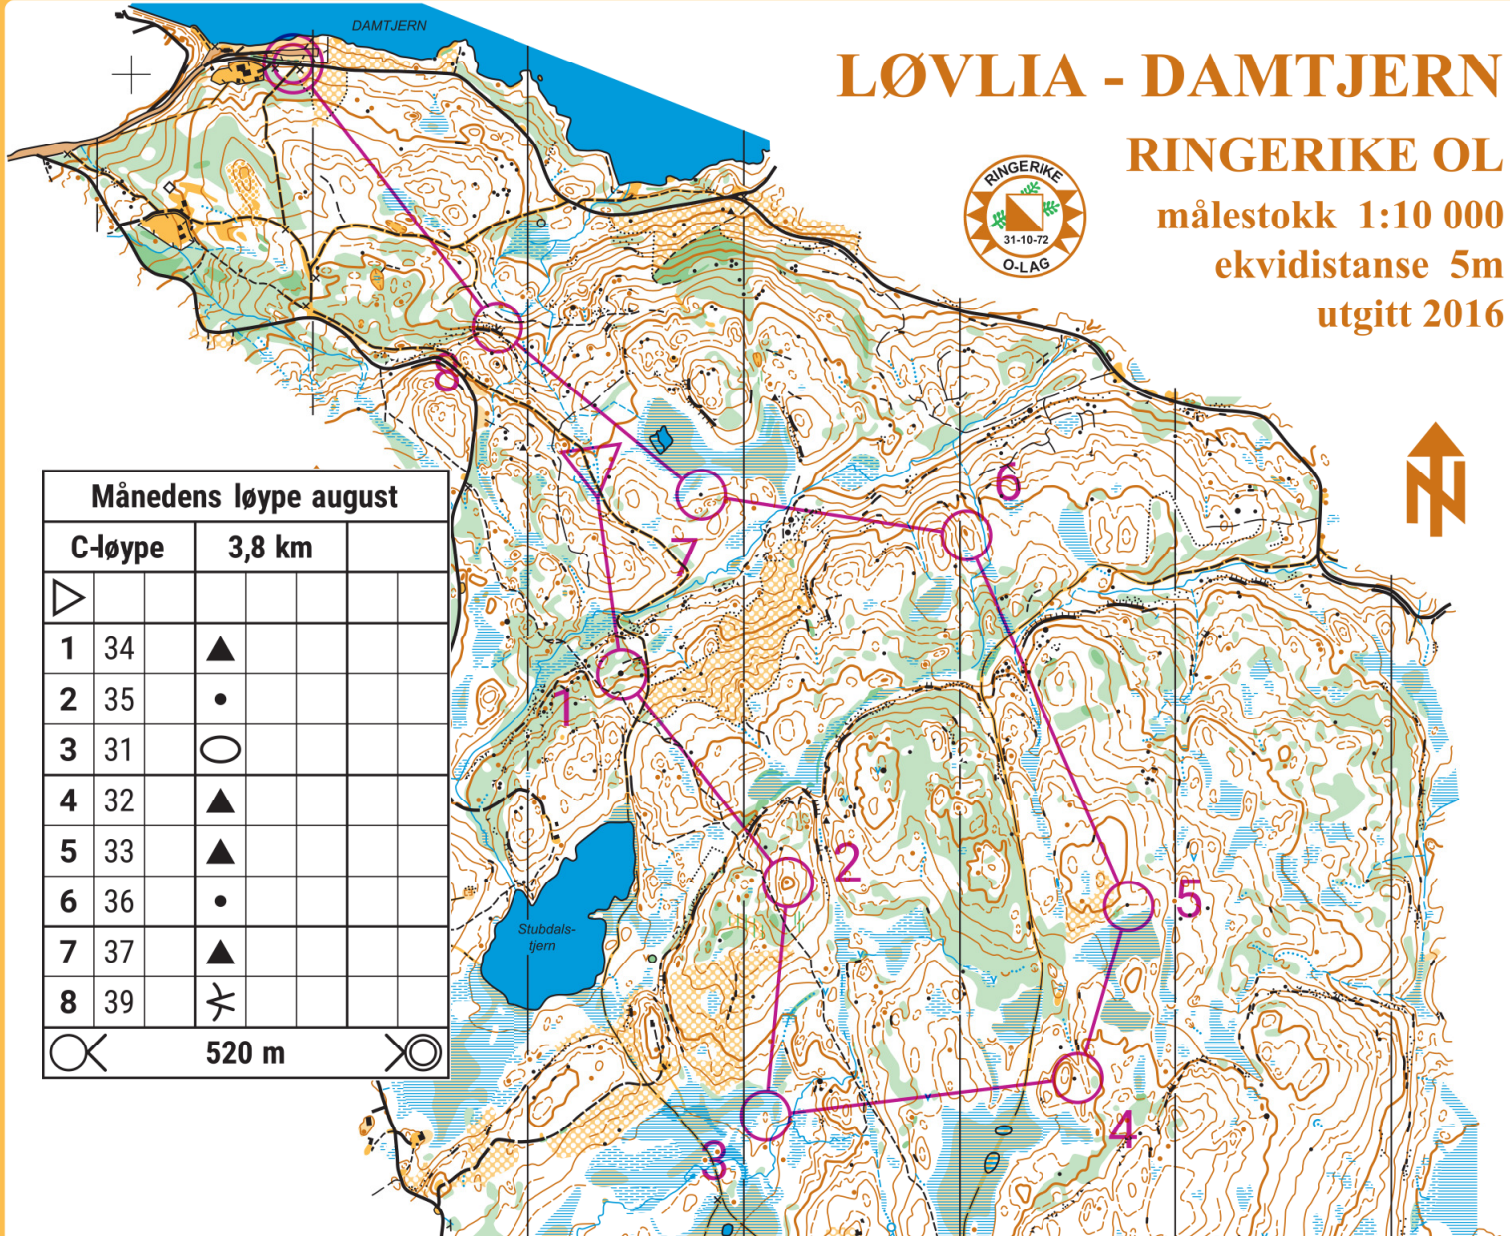 DAMTJERN
LØVLIA - DAMTJERN
RINGERIKE OL
målestokk 1:10 000
ekvidistanse 5m
utgitt 2016
RINGERIKE
31-10-72
O-LAG
8
6
7
1
2
5
4
3
Stubdals-
tjern
Månedens løype august
C-løype 3,8 km
1 34
2 35
3 31
4 32
5 33
6 36
7 37
8 39
520 m